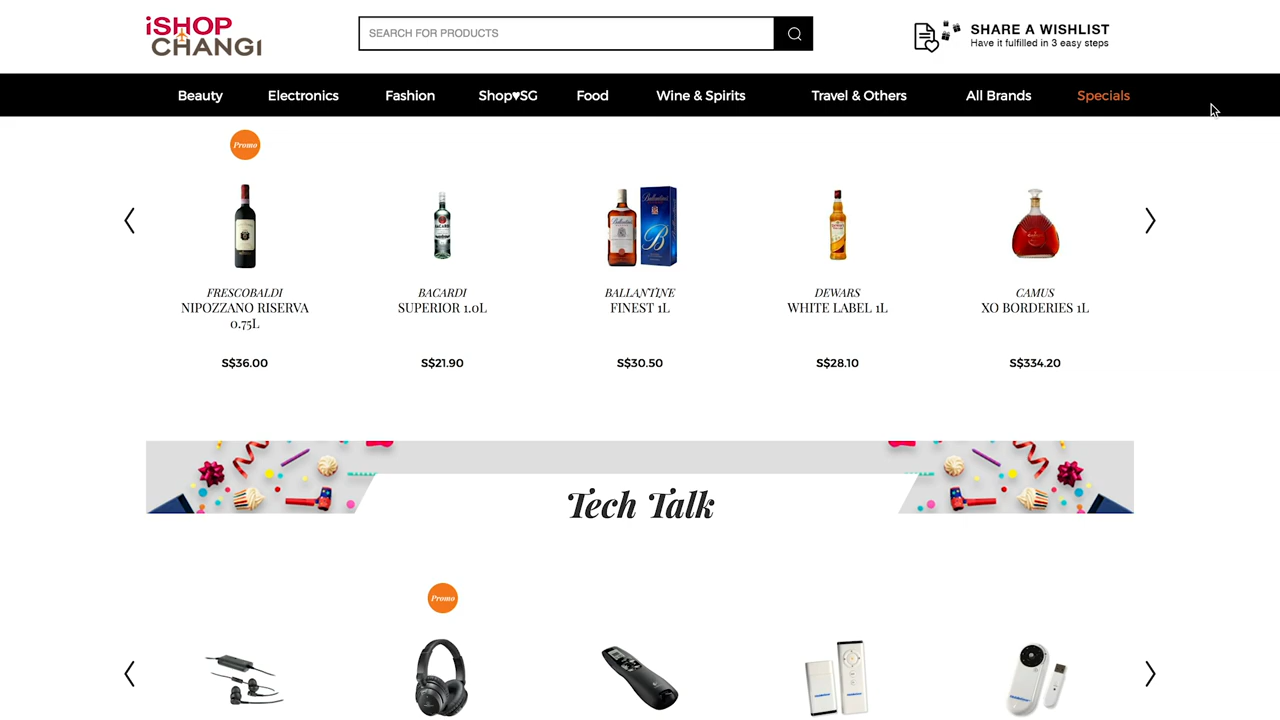 iSHOP
CHANGI
SEARCH FOR PRODUCTS
SHARE A WISHLIST
Have it fulfilled in 3 easy steps
Beauty
Electronics
Fashion
Shop♥SG
Food
Wine & Spirits
Travel & Others
All Brands
Specials
Promo
BACARDI
Ballantine's
B
FRESCOBALDI
NIPOZZANO RISERVA
0.75L
BACARDI
SUPERIOR 1.0L
BALLANTINE
FINEST 1L
DEWARS
WHITE LABEL 1L
CAMUS
XO BORDERIES 1L
S$36.00
S$21.90
S$30.50
S$28.10
S$334.20
Tech Talk
Promo